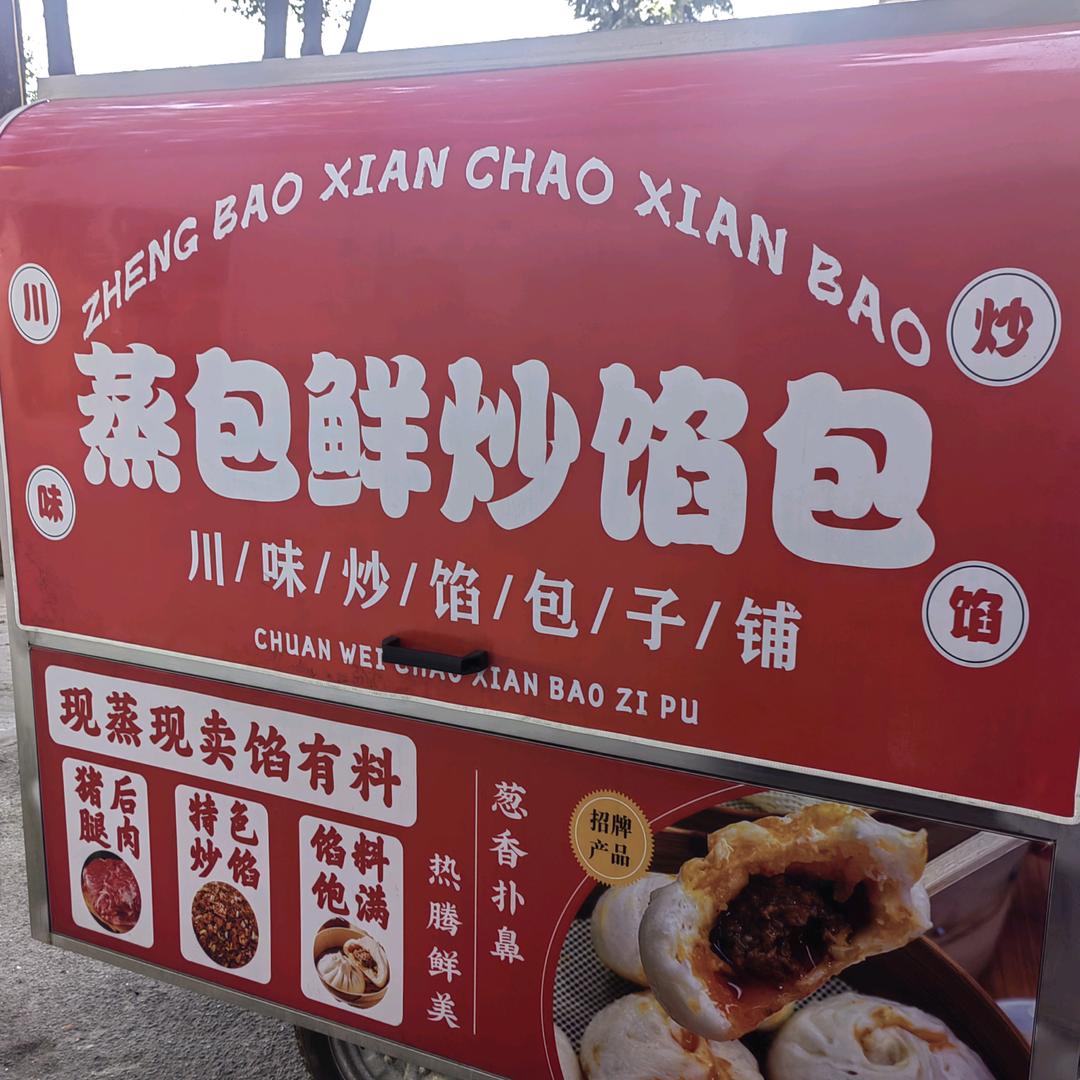 ZHENG BAO XIAN CHAO XIAN BAO
川
味
炒
馅
蒸包鲜炒馅包
川/味/炒/馅/包/子/铺
CHUAN WEI CHAO XIAN BAO ZI PU
现蒸现卖馅有料
猪后
腿肉
特色
炒馅
馅料
饱满
热腾鲜美
葱香扑鼻
招牌
产品